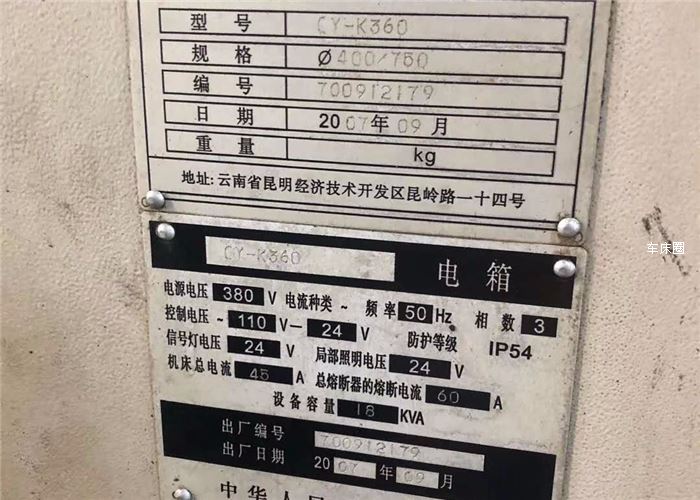 型号 CY-K360
规格 Ø400/750
编号 700912179
日期 2007年09月
重量 kg
地址:云南省昆明经济技术开发区昆岭路一十四号
CY-K360 电箱
电源电压 380 V 电流种类 ~ 频率 50 Hz 相数 3
控制电压~ 110 V— 24 V 防护等级 IP54
信号灯电压 24 V 局部照明电压 24 V
机床总电流 45 A 总熔断器的熔断电流 60 A
设备容量 18 KVA
出厂编号 700912179
出厂日期 2007年09月
中华人民
车床圈